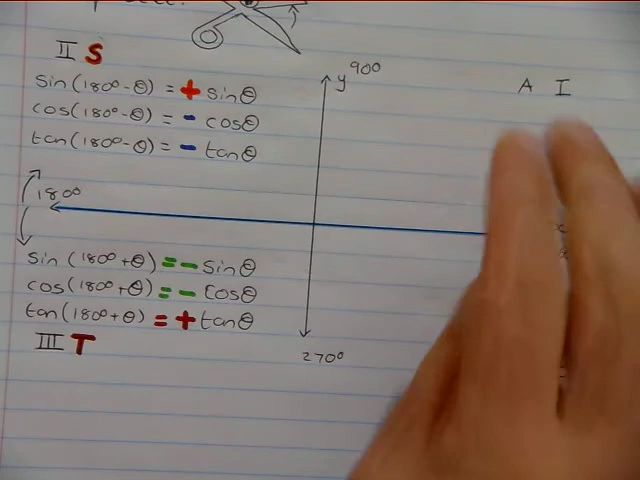 II S
sin(180°-θ) = + sinθ
cos(180°-θ) = - cosθ
tan(180°-θ) = - tanθ
y 90°
A I
180°
sin (180°+θ) = - sinθ
cos(180°+θ) = - cosθ
tan(180°+θ) = + tanθ
III T
270°